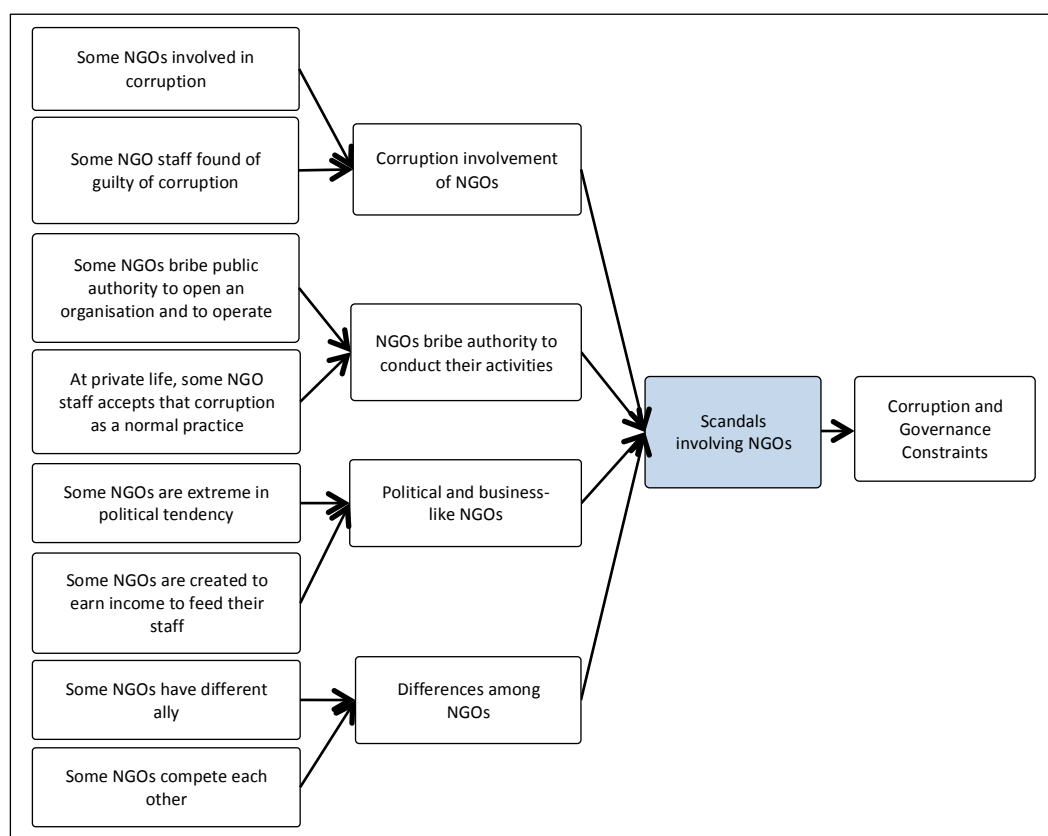 Some NGOs involved in
corruption
Some NGO staff found of
guilty of corruption
Some NGOs bribe public
authority to open an
organisation and to operate
At private life, some NGO
staff accepts that corruption
as a normal practice
Some NGOs are extreme in
political tendency
Some NGOs are created to
earn income to feed their
staff
Some NGOs have different
ally
Some NGOs compete each
other
Corruption involvement
of NGOs
NGOs bribe authority to
conduct their activities
Political and business-
like NGOs
Differences among
NGOs
Scandals
involving NGOs
Corruption and
Governance
Constraints